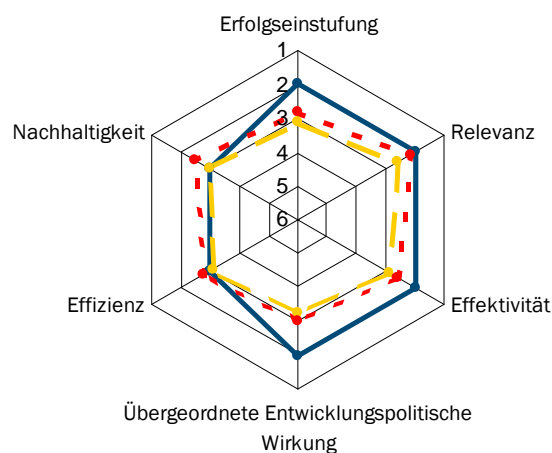 Erfolgseinstufung
1
2
3
4
5
6
Nachhaltigkeit
Relevanz
Effizienz
Effektivität
Übergeordnete Entwicklungspolitische
Wirkung